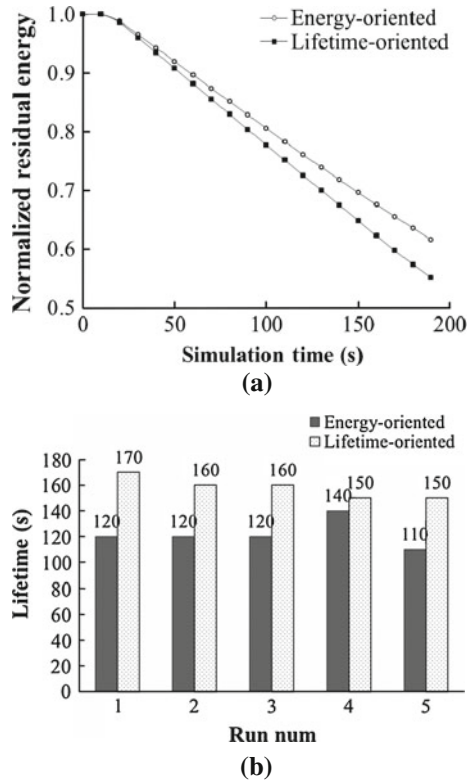 Energy-oriented
Lifetime-oriented
Normalized residual energy
1.0
0.9
0.8
0.7
0.6
0.5
0 50 100 150 200
Simulation time (s)
(a)
Energy-oriented
Lifetime-oriented
Lifetime (s)
180
160
140
120
100
80
60
40
20
0
120 170 120 160 120 160 140 150 110 150
1 2 3 4 5
Run num
(b)